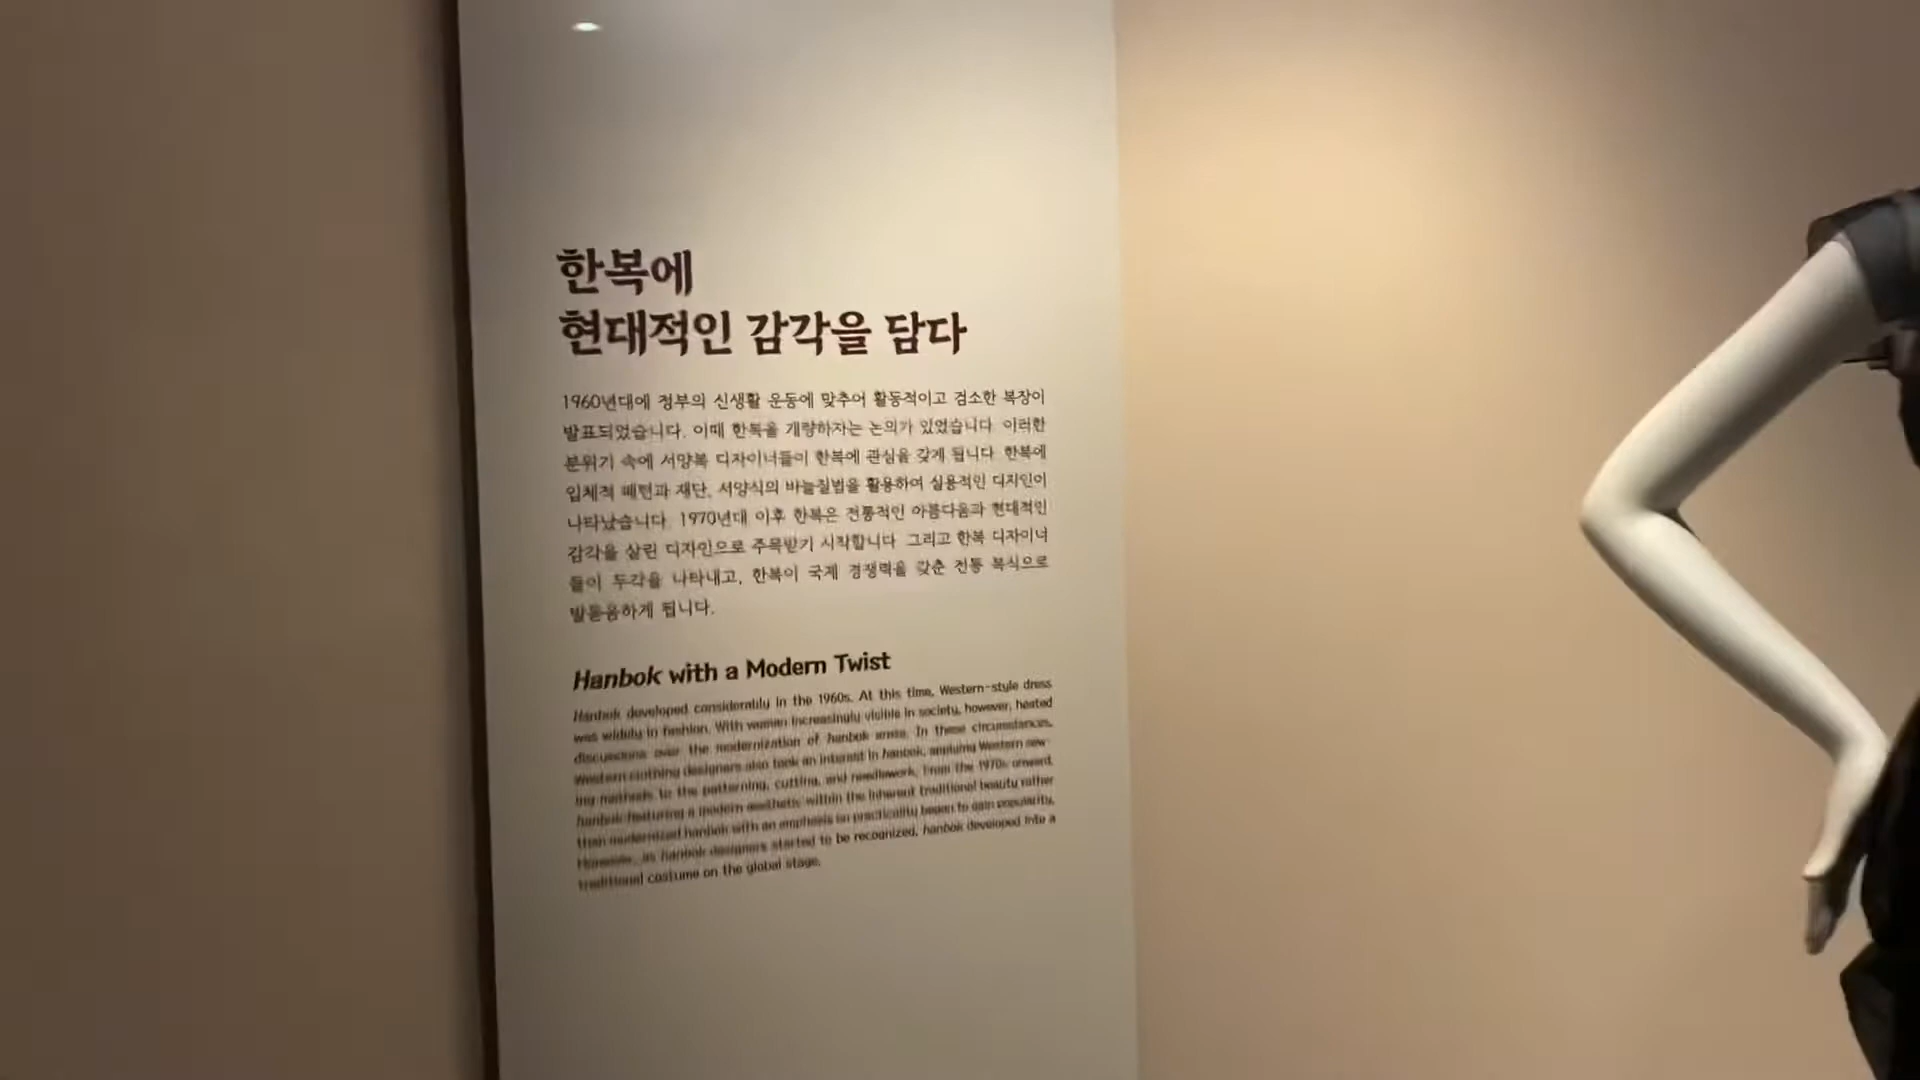 한복에
현대적인 감각을 담다
1960년대에 정부의 신생활 운동에 맞추어 활동적이고 검소한 복장이
발표되었습니다. 이때 한복을 개량하자는 논의가 있었습니다. 이러한
분위기 속에 서양복 디자이너들이 한복에 관심을 갖게 됩니다. 한복에
입체적 패턴과 재단, 서양식의 바늘질법을 활용하여 실용적인 디자인이
나타났습니다. 1970년대 이후 한복은 전통적인 아름다움과 현대적인
감각을 살린 디자인으로 주목받기 시작합니다. 그리고 한복 디자이너
들이 두각을 나타내고, 한복이 국제 경쟁력을 갖춘 전통 복식으로
발돋움하게 됩니다.
Hanbok with a Modern Twist
Hanbok developed considerably in the 1960s. At this time, Western-style dress
was widely in fashion. With women increasingly visible in society, however, heated
discussions over the modernization of hanbok arose. In these circumstances,
Western clothing designers also took an interest in hanbok, applying Western sew-
ing methods to the patterning, cutting, and needlework. From the 1970s onward,
hanbok featuring a modern aesthetic within the inherent traditional beauty rather
than modernized hanbok with an emphasis on practicality began to gain popularity.
However, as hanbok designers started to be recognized, hanbok developed into a
traditional costume on the global stage.